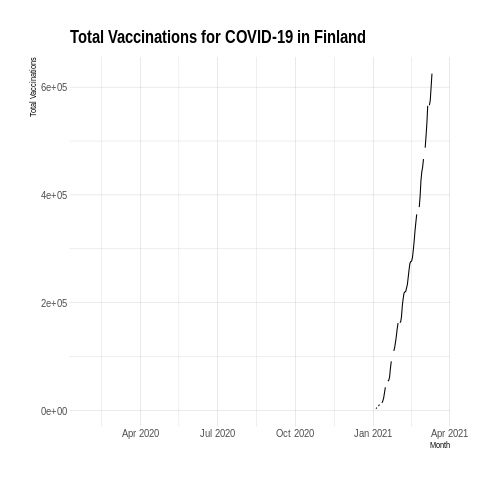 Total Vaccinations for COVID-19 in Finland
Total Vaccinations
6e+05
4e+05
2e+05
0e+00
Apr 2020 Jul 2020 Oct 2020 Jan 2021 Apr 2021
Month